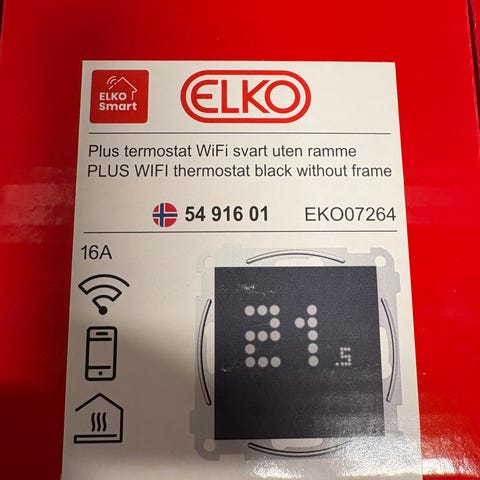 ELKO
Smart
ELKO
Plus termostat WiFi svart uten ramme
PLUS WIFI thermostat black without frame
54 916 01 EKO07264
16A
21.5